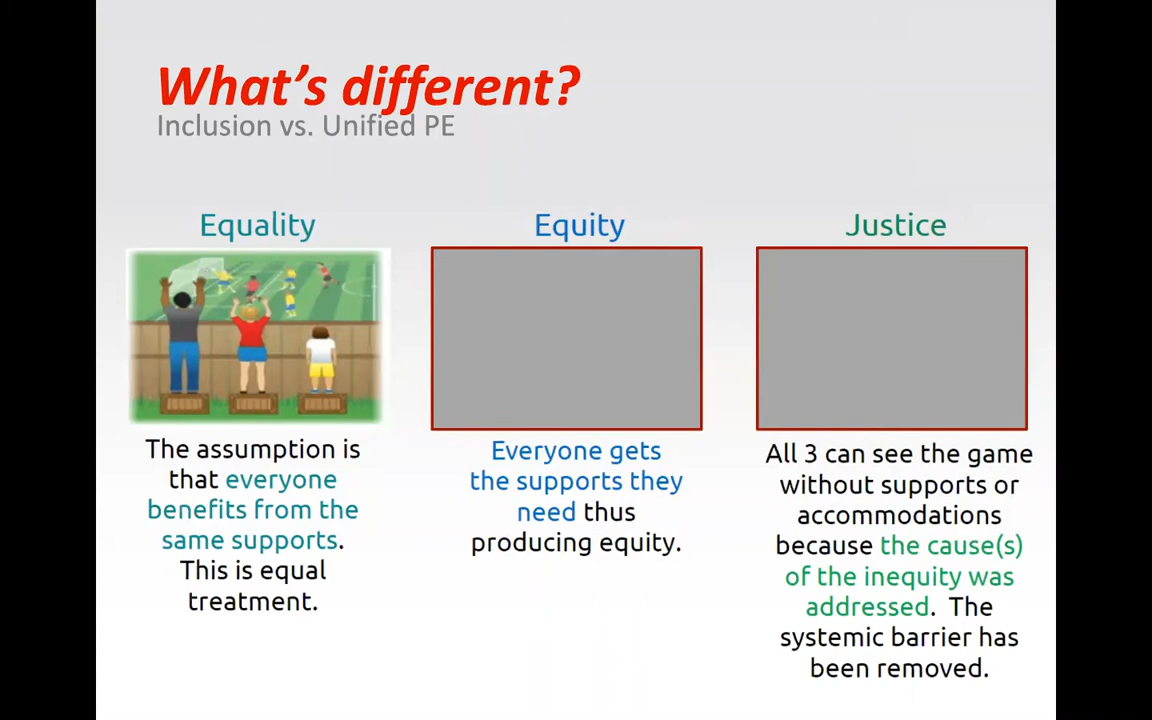 What's different?
Inclusion vs. Unified PE
Equality
The assumption is
that everyone
benefits from the
same supports.
This is equal
treatment.
Equity
Everyone gets
the supports they
need thus
producing equity.
Justice
All 3 can see the game
without supports or
accommodations
because the cause(s)
of the inequity was
addressed.  The
systemic barrier has
been removed.